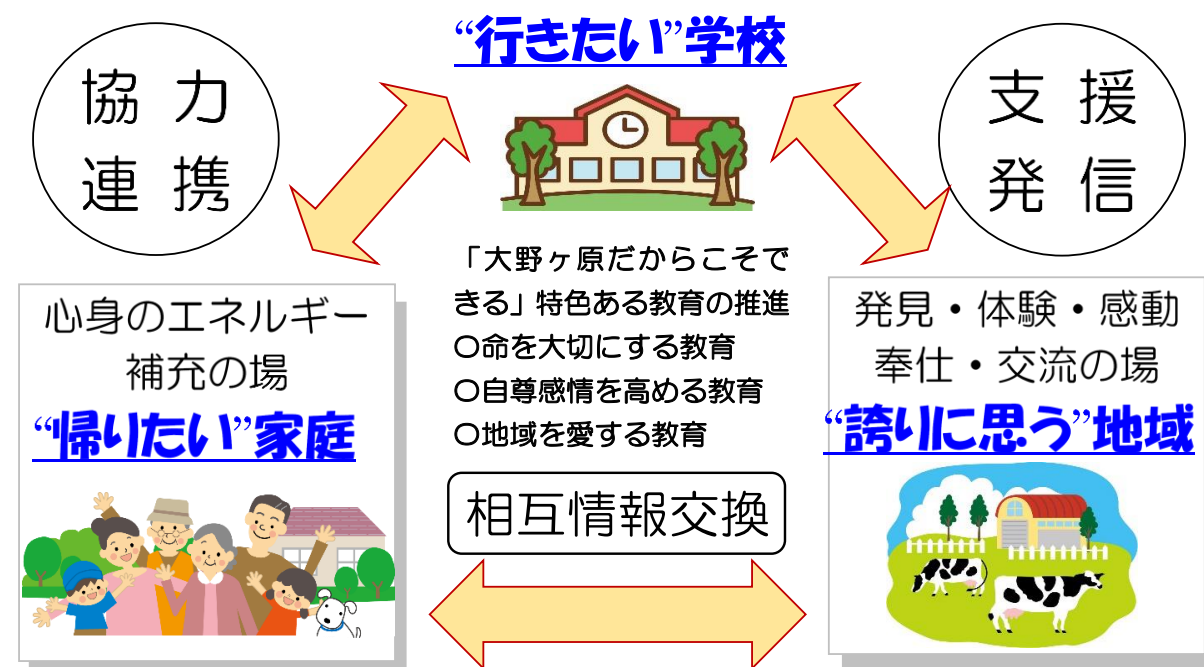 “行きたい”学校
協 力
連 携
支 援
発 信
「大野ヶ原だからこそで
きる」特色ある教育の推進
〇命を大切にする教育
〇自尊感情を高める教育
〇地域を愛する教育
心身のエネルギー
補充の場
“帰りたい”家庭
発見・体験・感動
奉仕・交流の場
“誇りに思う”地域
相互情報交換